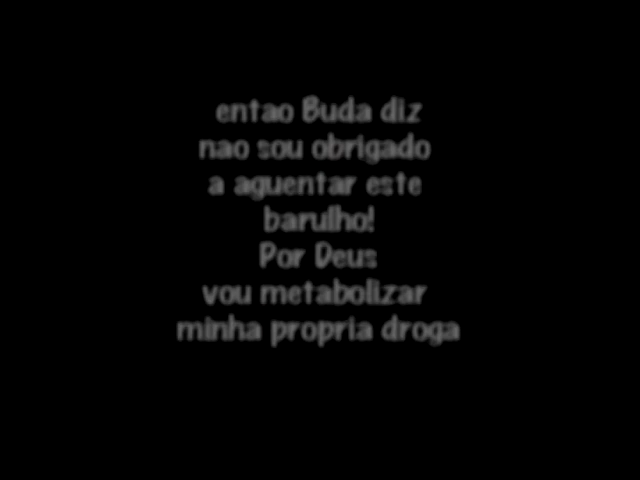 entao Buda diz
nao sou obrigado
a aguentar este
barulho!
Por Deus
vou metabolizar
minha propria droga